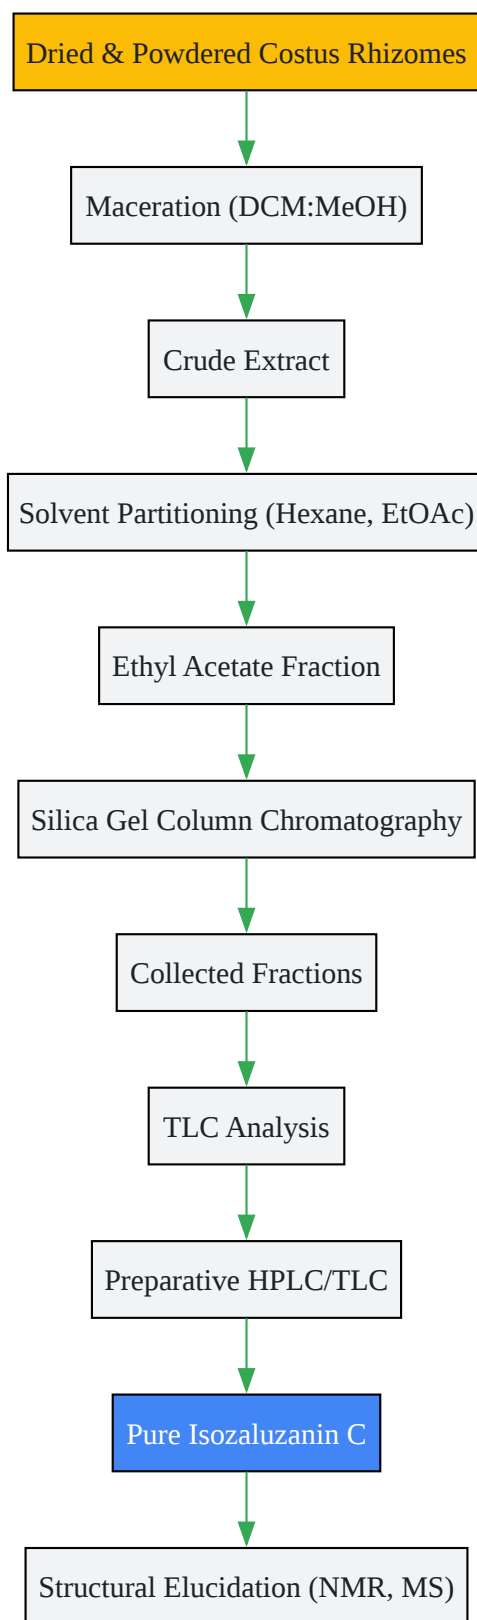 Dried & Powdered Costus Rhizomes
Maceration (DCM:MeOH)
Crude Extract
Solvent Partitioning (Hexane, EtOAc)
Ethyl Acetate Fraction
Silica Gel Column Chromatography
Collected Fractions
TLC Analysis
Preparative HPLC/TLC
Pure Isozaluzanin C
Structural Elucidation (NMR, MS)